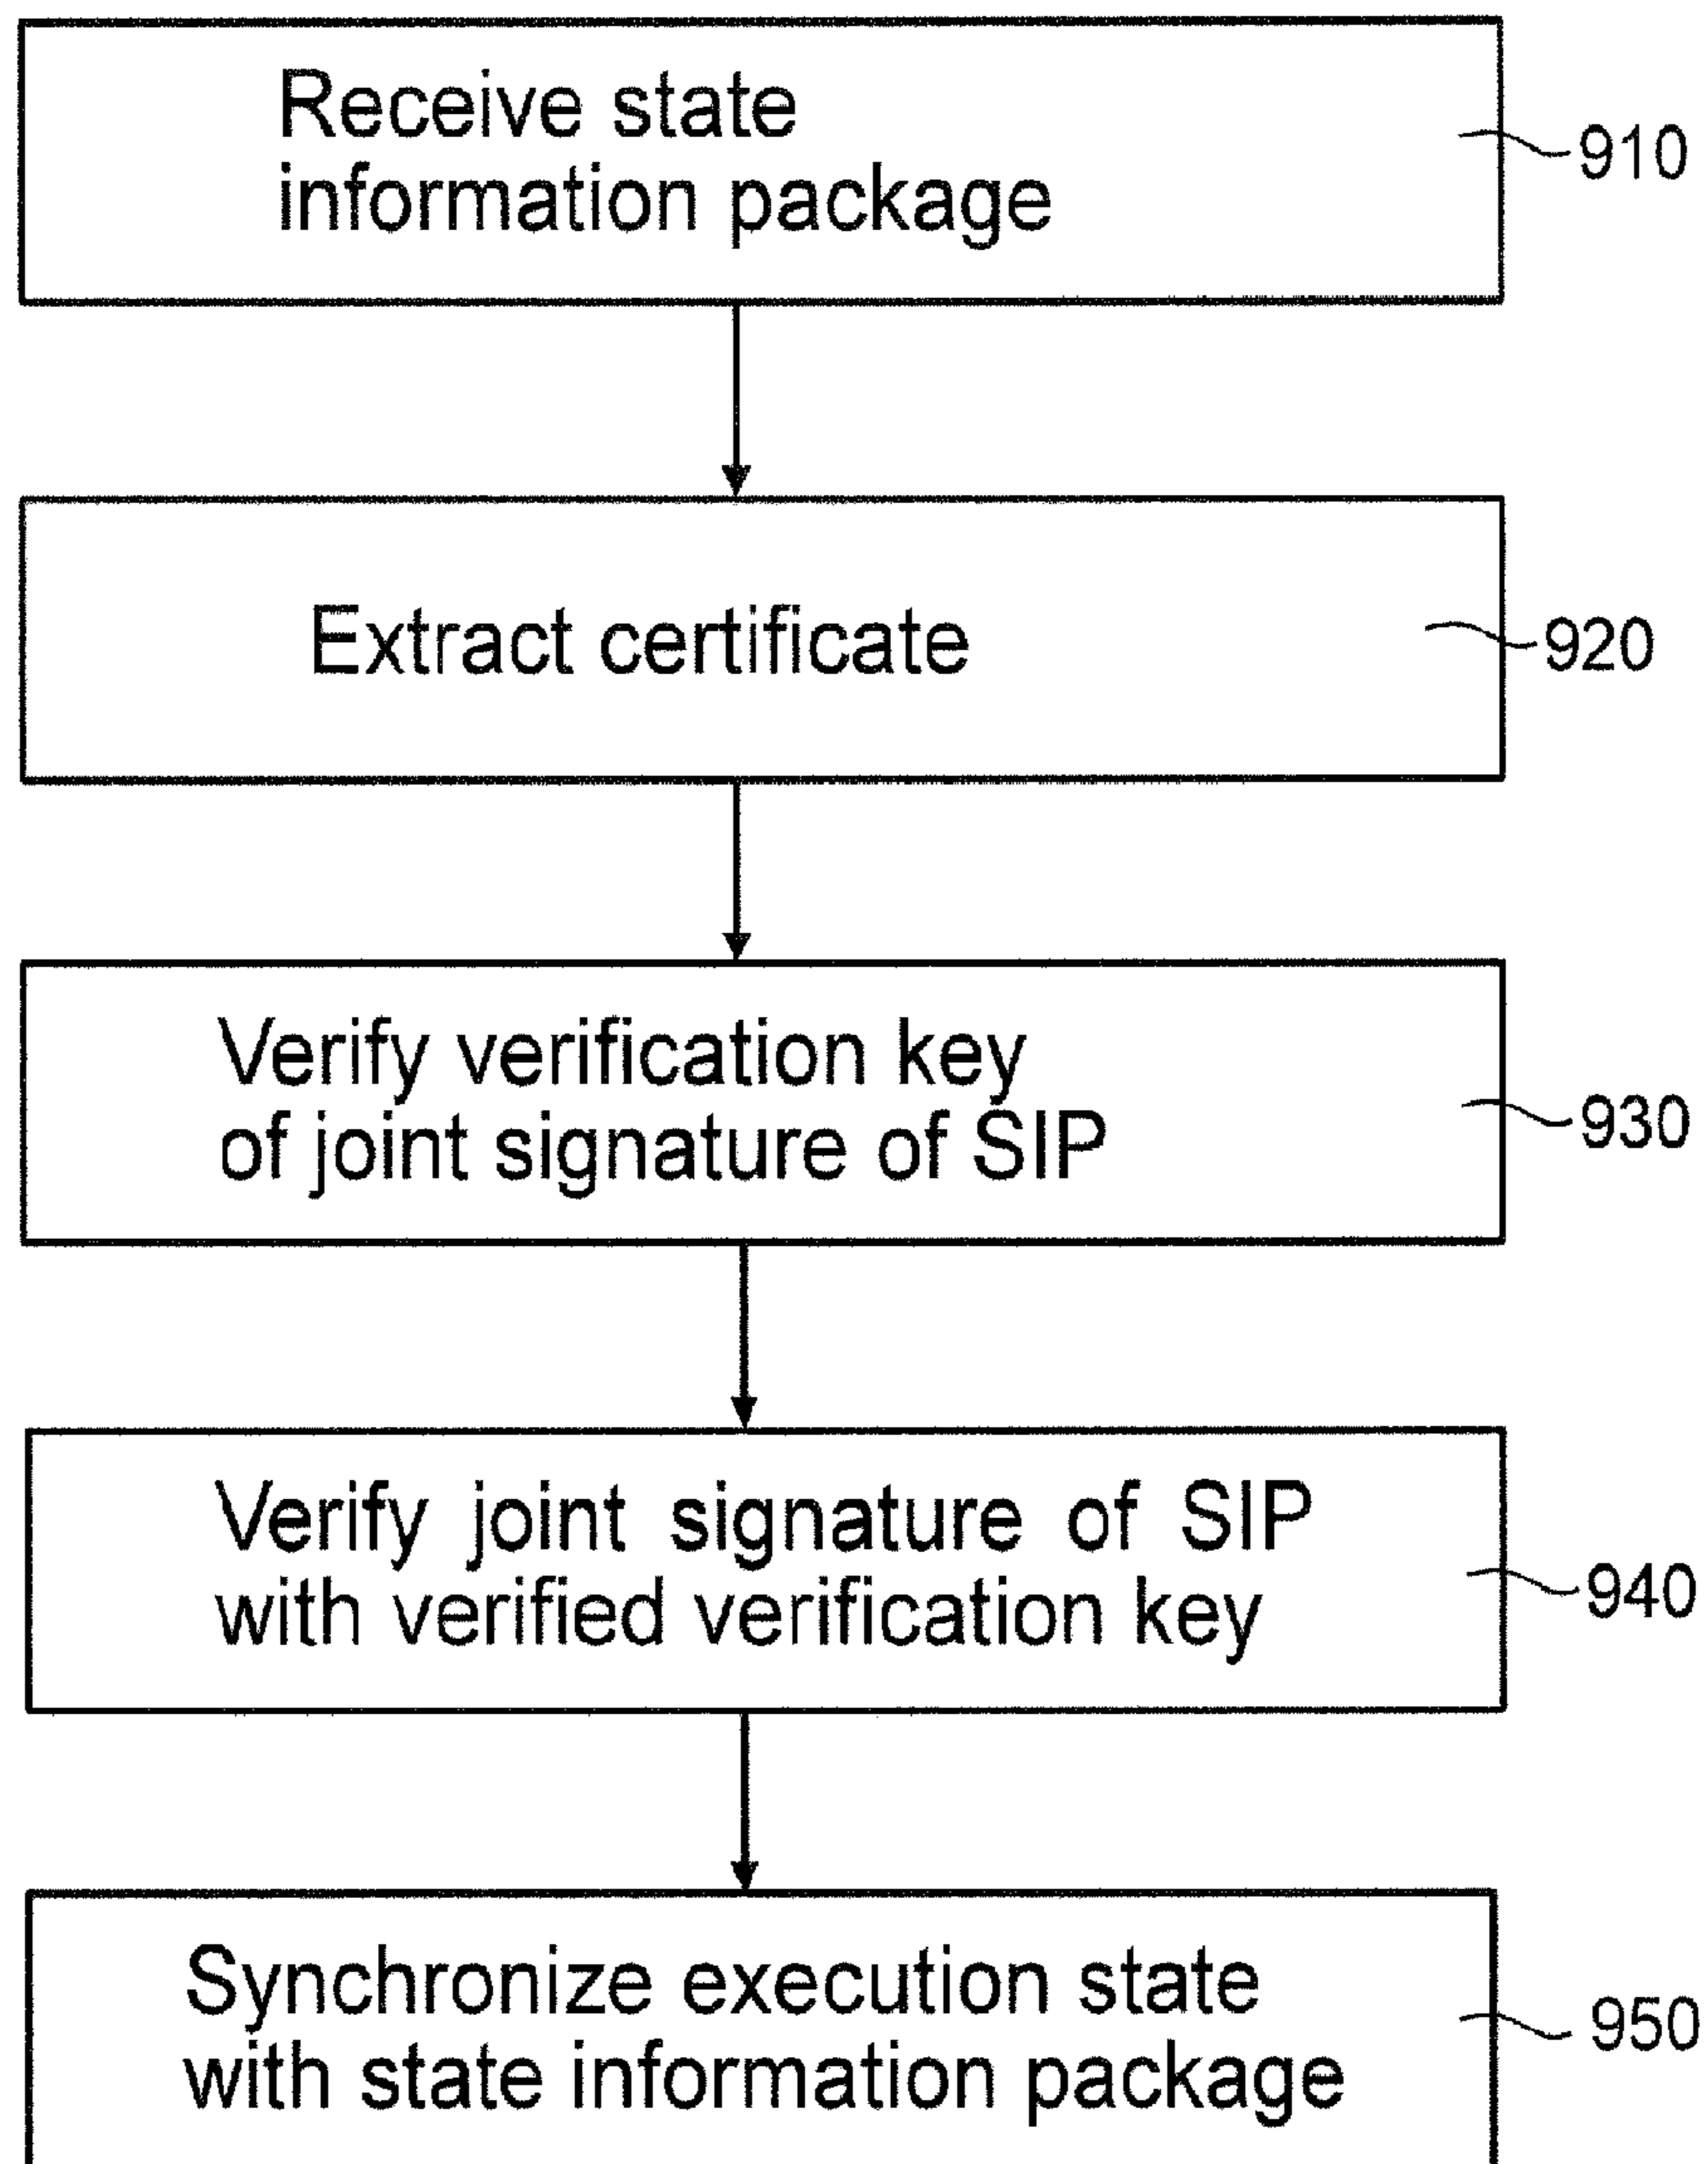 Receive state
information package
910
Extract certificate
920
Verify verification key
of joint signature of SIP
930
Verify joint signature of SIP
with verified verification key
940
Synchronize execution state
with state information package
950